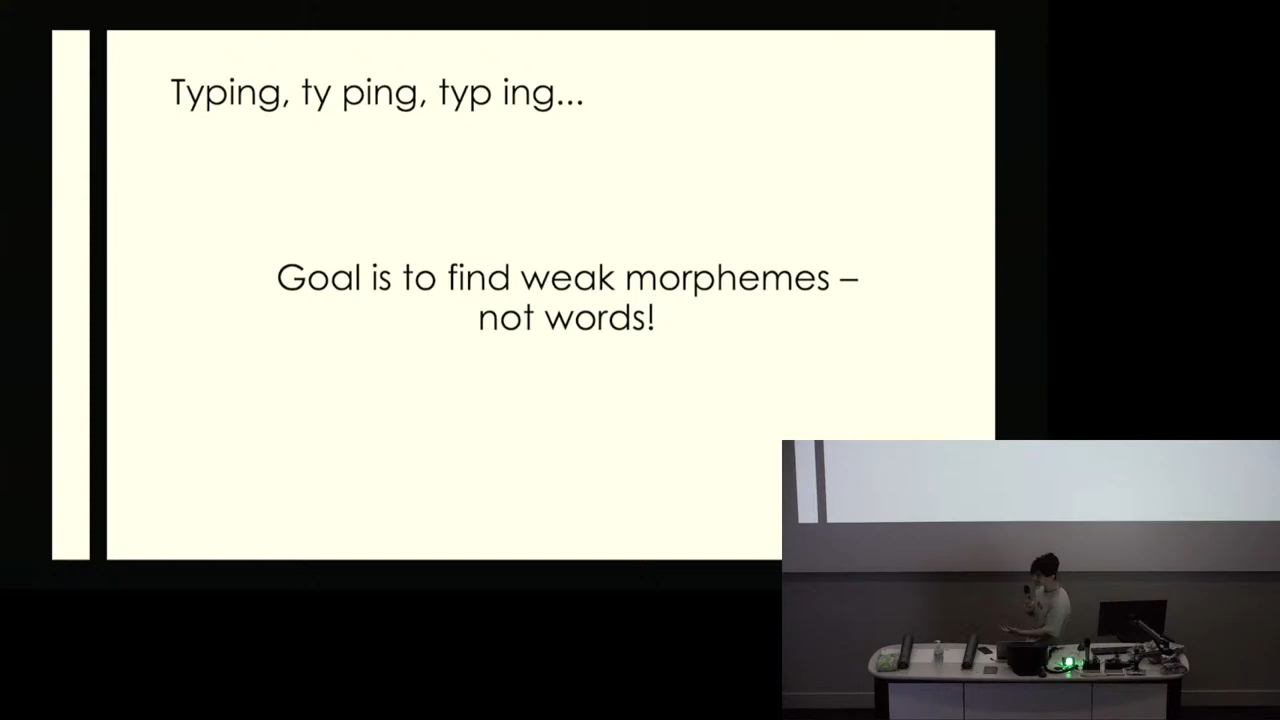 Typing, ty ping, typ ing...
Goal is to find weak morphemes –
not words!